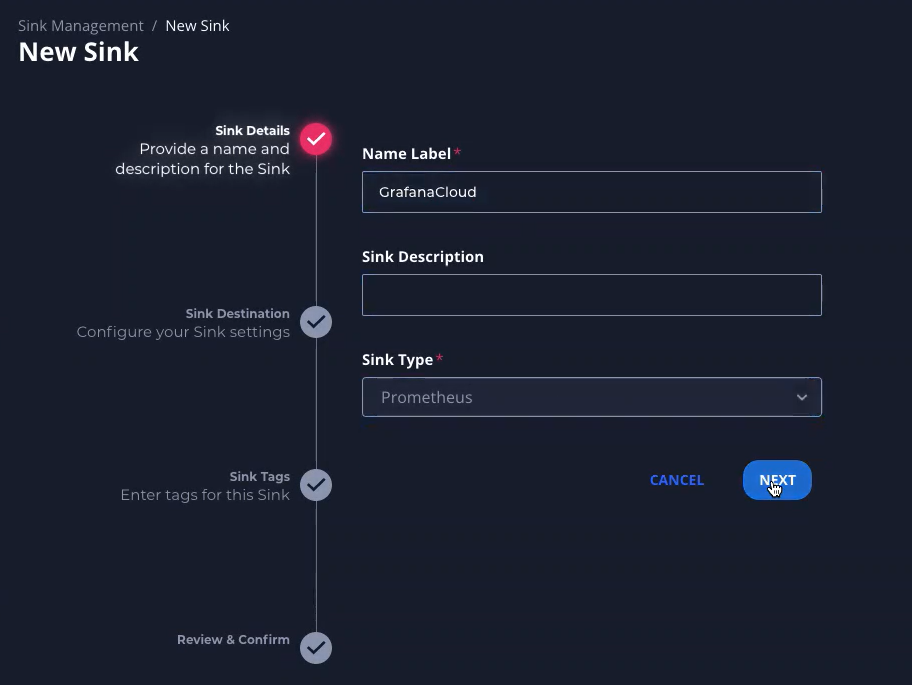 Sink Management / New Sink
New Sink
Sink Details
Provide a name and
description for the Sink
Name Label*
GrafanaCloud
Sink Description
Sink Destination
Configure your Sink settings
Sink Type*
Prometheus
Sink Tags
Enter tags for this Sink
CANCEL
NEXT
Review & Confirm